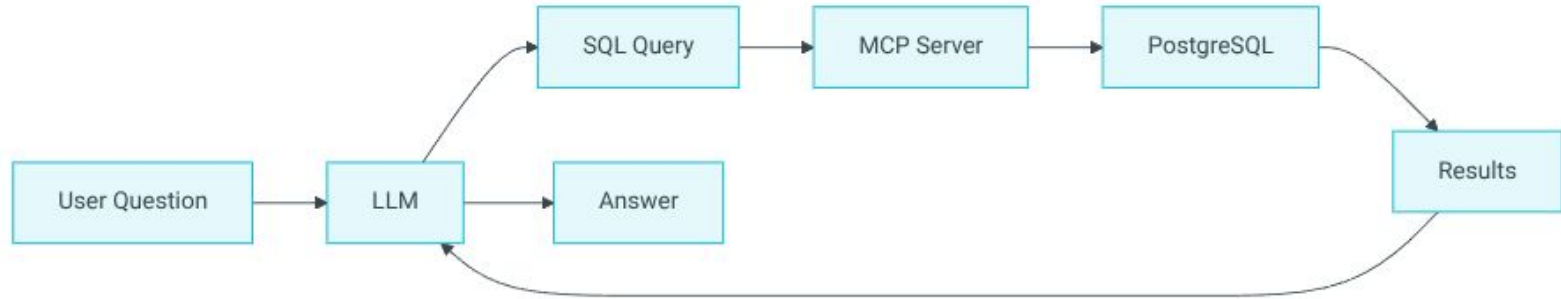 SQL Query
MCP Server
PostgreSQL
Results
User Question
LLM
Answer